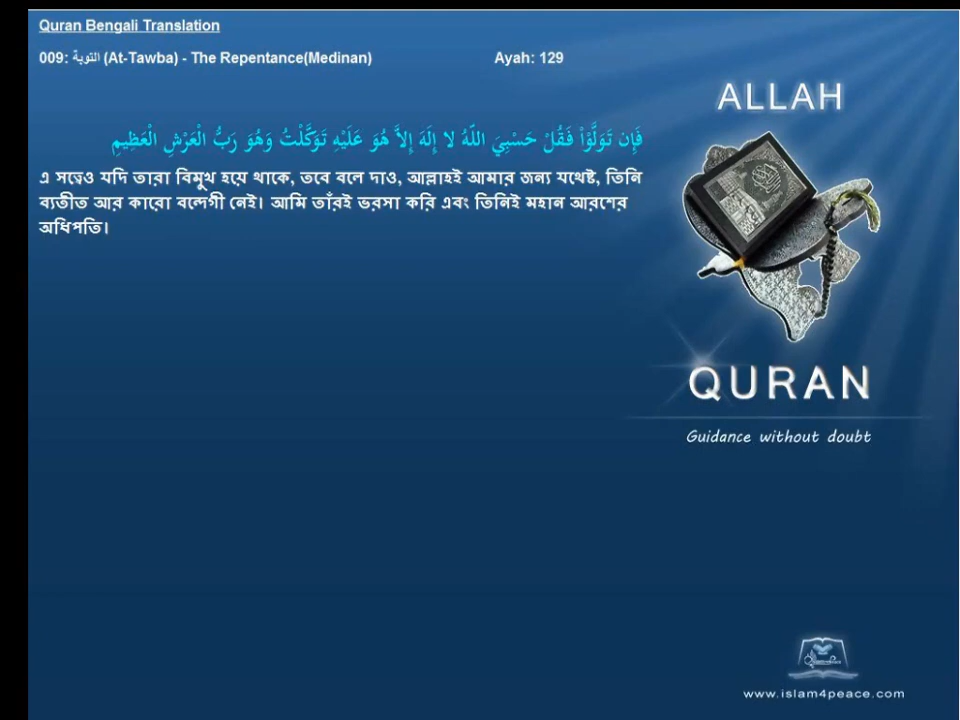 Quran Bengali Translation
009: التوبة (At-Tawba) - The Repentance(Medinan) Ayah: 129
فَإِن تَوَلَّوْاْ فَقُلْ حَسْبِيَ اللّهُ لا إِلَهَ إِلاَّ هُوَ عَلَيْهِ تَوَكَّلْتُ وَهُوَ رَبُّ الْعَرْشِ الْعَظِيمِ
এ সত্ত্বেও যদি তারা বিমুখ হয়ে থাকে, তবে বলে দাও, আল্লাহই আমার জন্য যথেষ্ট, তিনি
ব্যতীত আর কারো বন্দেগী নেই। আমি তাঁরই ভরসা করি এবং তিনিই মহান আরশের
অধিপতি।
ALLAH
QURAN
Guidance without doubt
www.islam4peace.com